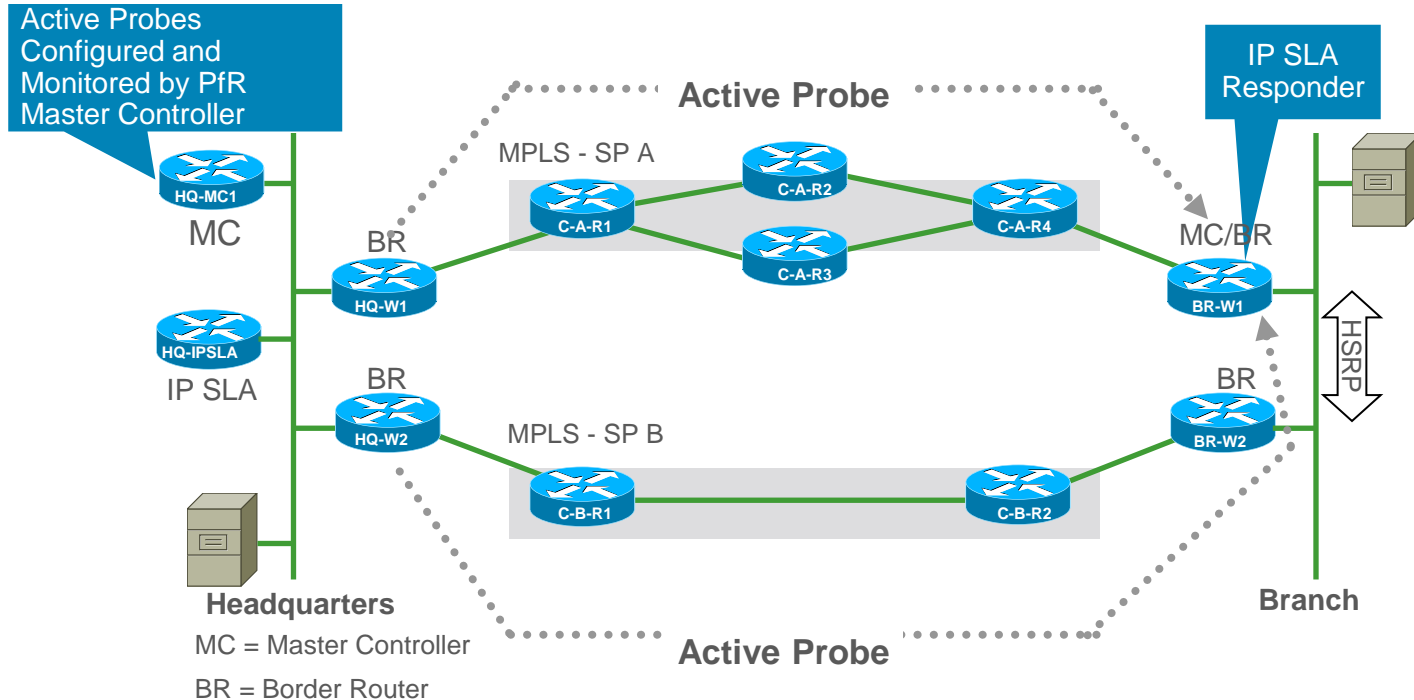 Active Probes
Configured and
Monitored by PfR
Master Controller
IP SLA
Responder
Active Probe
MPLS - SP A
HQ-MC1
MC
C-A-R1
C-A-R2
C-A-R3
C-A-R4
BR
HQ-W1
MC/BR
BR-W1
HQ-IPSLA
IP SLA
HSRP
BR
HQ-W2
MPLS - SP B
BR
BR-W2
C-B-R1
C-B-R2
Headquarters
Branch
MC = Master Controller
BR = Border Router
Active Probe